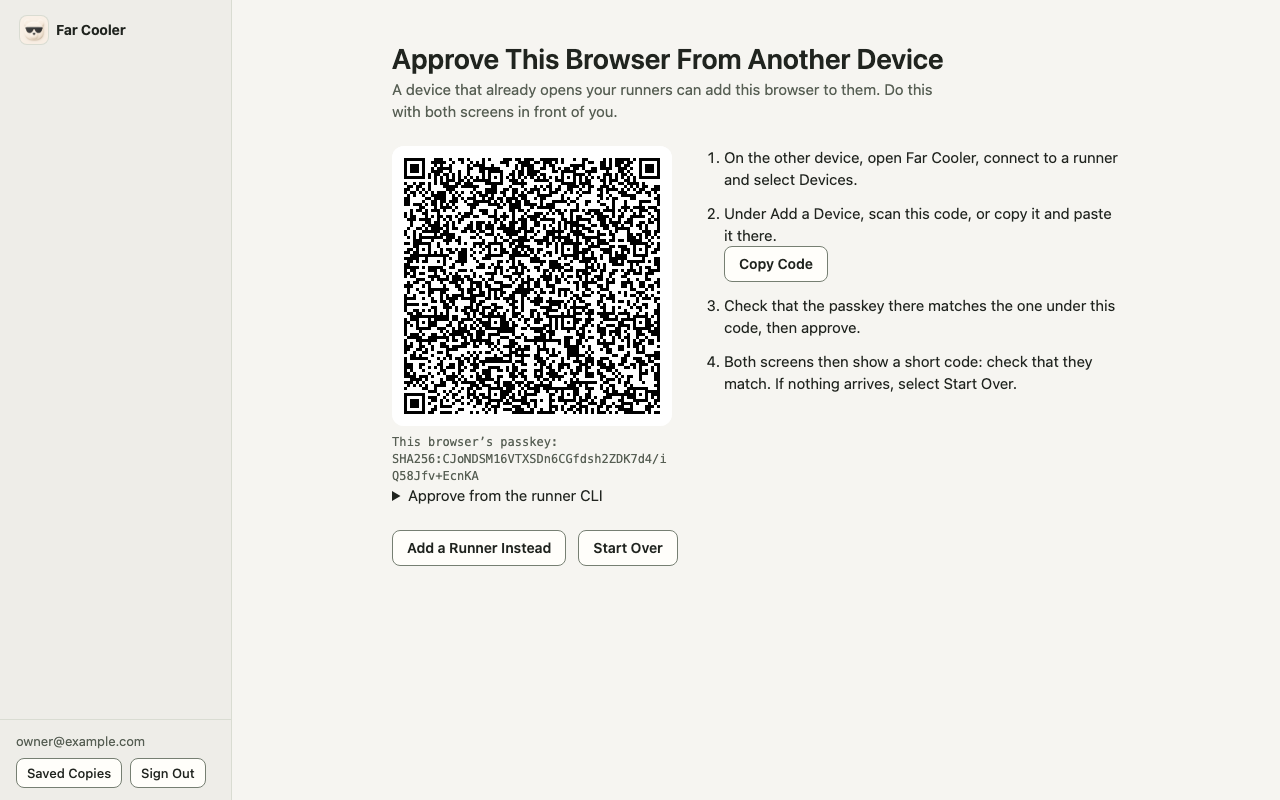 Far Cooler
Approve This Browser From Another Device
A device that already opens your runners can add this browser to them. Do this
with both screens in front of you.
This browser’s passkey:
SHA256:CJoNDSM16VTXSDn6CGfdsh2ZDK7d4/i
Q58Jfv+EcnKA
Approve from the runner CLI
1. On the other device, open Far Cooler, connect to a runner
and select Devices.
2. Under Add a Device, scan this code, or copy it and paste
it there.
Copy Code
3. Check that the passkey there matches the one under this
code, then approve.
4. Both screens then show a short code: check that they
match. If nothing arrives, select Start Over.
Add a Runner Instead
Start Over
owner@example.com
Saved Copies
Sign Out